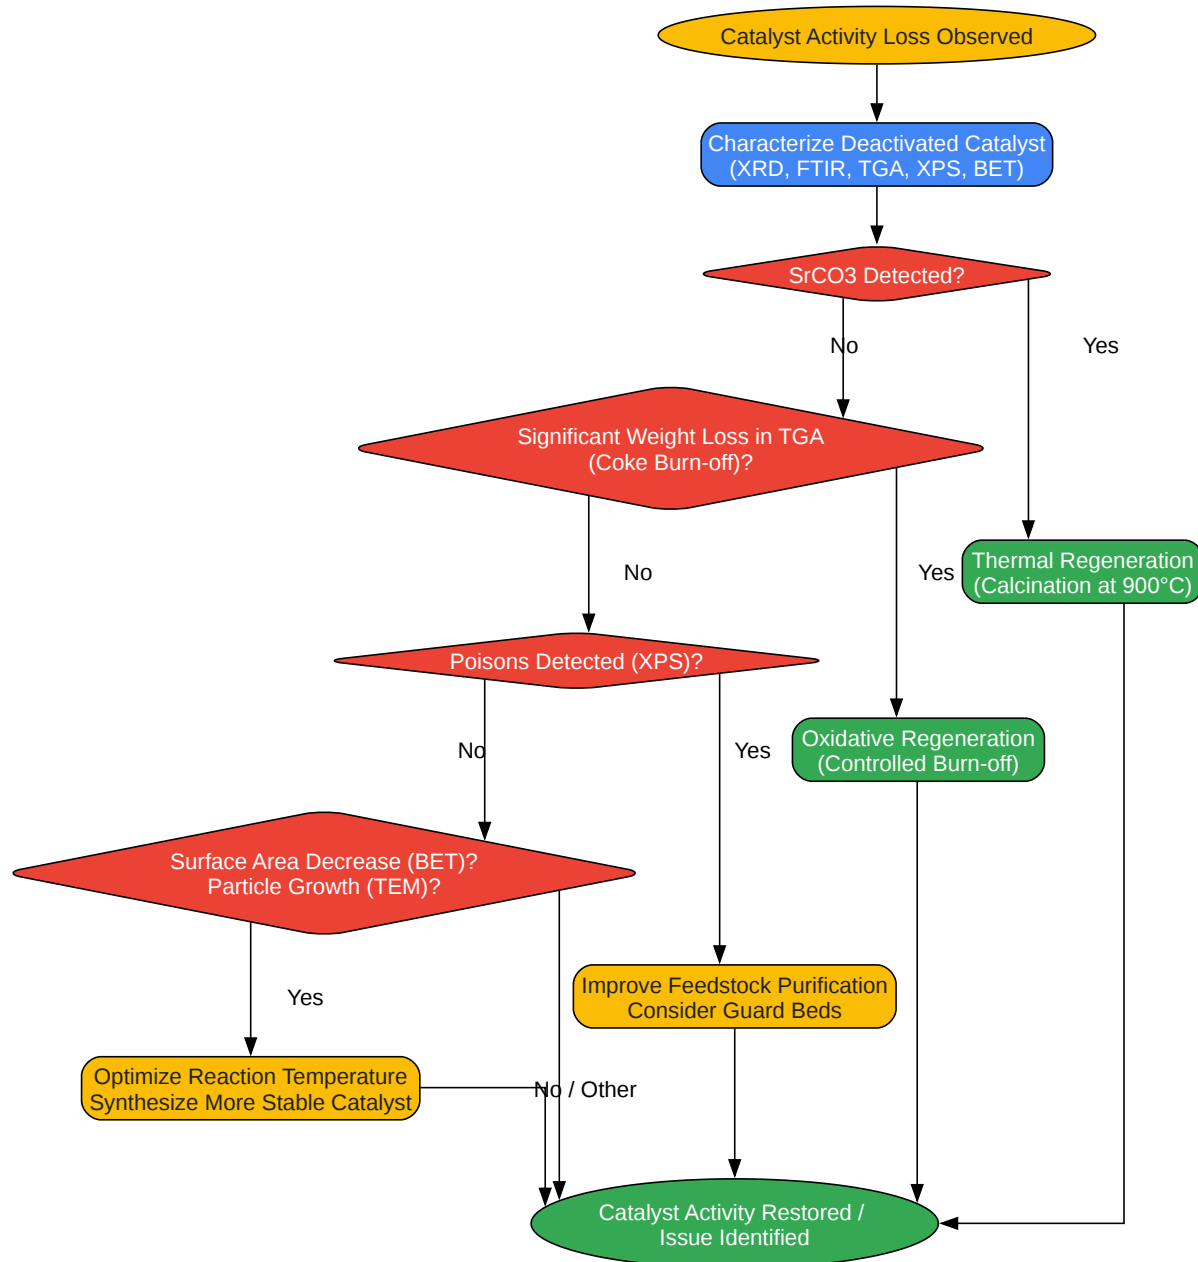 Catalyst Activity Loss Observed
Characterize Deactivated Catalyst
(XRD, FTIR, TGA, XPS, BET)
SrCO3 Detected?
No
Yes
Significant Weight Loss in TGA
(Coke Burn-off)?
No
Yes
Thermal Regeneration
(Calcination at 900°C)
Poisons Detected (XPS)?
No
Yes
Oxidative Regeneration
(Controlled Burn-off)
Surface Area Decrease (BET)?
Particle Growth (TEM)?
Yes
Improve Feedstock Purification
Consider Guard Beds
Optimize Reaction Temperature
Synthesize More Stable Catalyst
No / Other
Catalyst Activity Restored /
Issue Identified